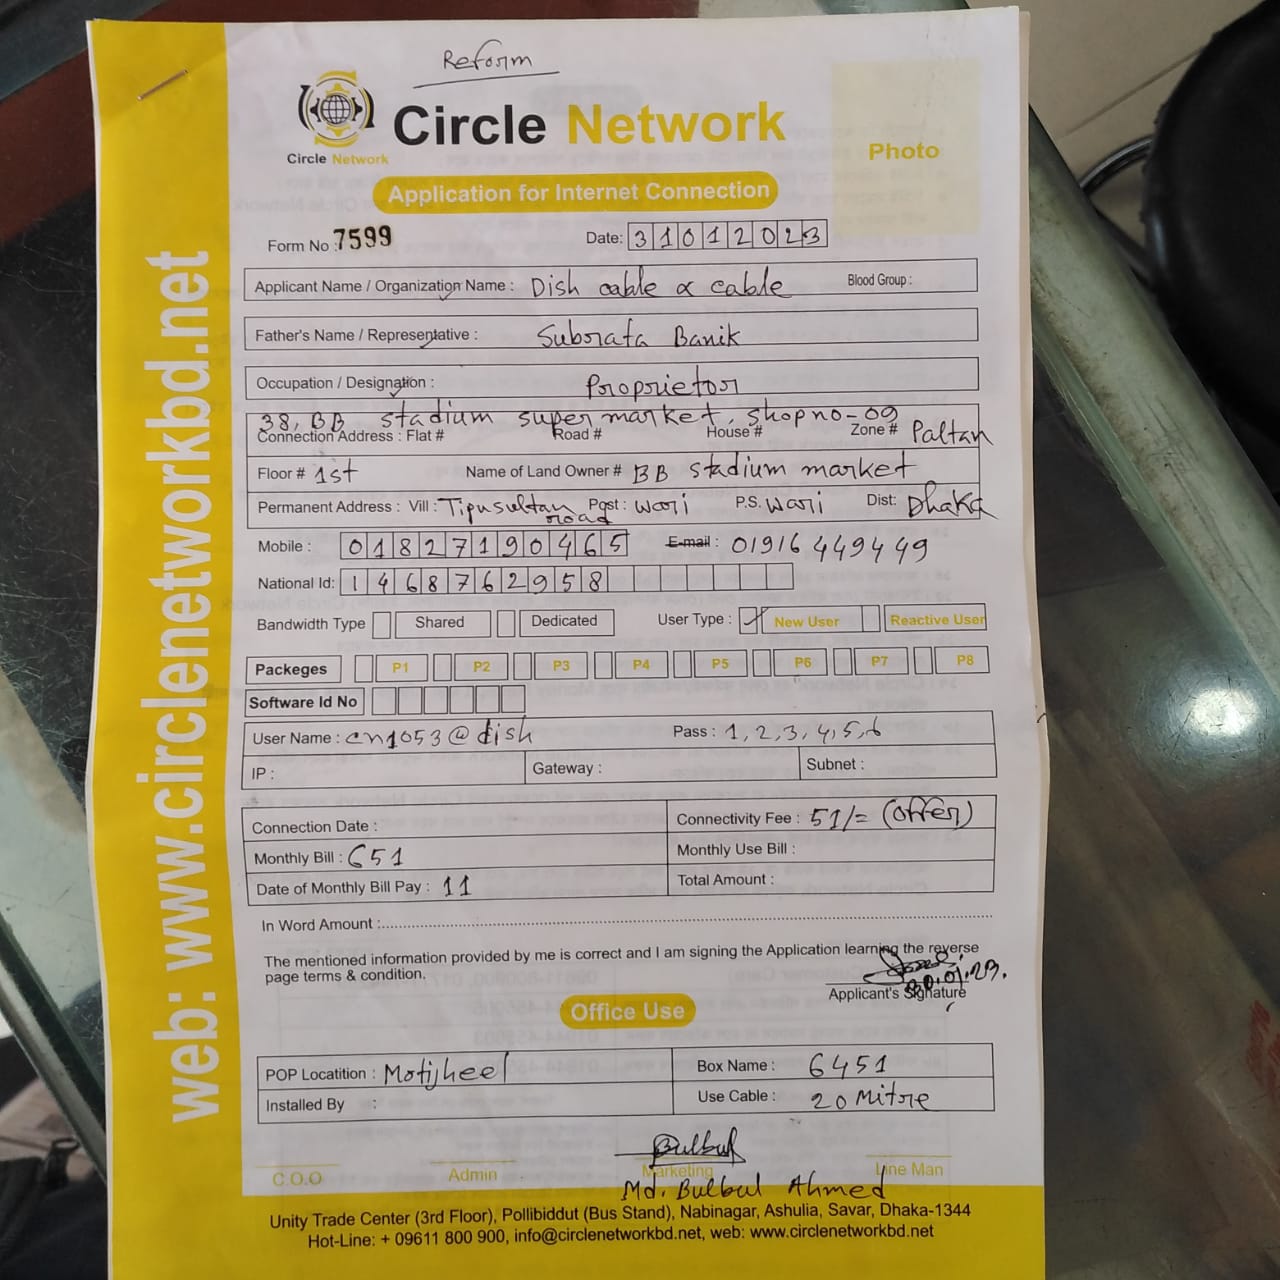 Reform
Circle Network
Circle Network
Photo
Application for Internet Connection
Form No : 7599 Date: 31012023
Applicant Name / Organization Name : Dish cable & cable Blood Group :
Father's Name / Representative : Subrata Banik
Occupation / Designation : Proprietor
38, BB stadium super market, shop no-09
Connection Address : Flat # Road # House # Zone # Paltan
Floor # 1st Name of Land Owner # BB stadium market
Permanent Address : Vill : Tipusultan road Post : wari P.S. wari Dist: Dhaka
Mobile : 01827190465 E-mail : 01916449449
National Id: 1468762958
Bandwidth Type Shared Dedicated User Type : New User Reactive User
Packeges P1 P2 P3 P4 P5 P6 P7 P8
Software Id No
User Name : cn1053@dish Pass : 1,2,3,4,5,6
IP : Gateway : Subnet :
Connection Date : Connectivity Fee : 51/= (offer)
Monthly Bill : 651 Monthly Use Bill :
Date of Monthly Bill Pay : 11 Total Amount :
In Word Amount :
The mentioned information provided by me is correct and I am signing the Application learning the reverse
page terms & condition.
Applicant's Signature
Office Use
POP Locatition : Motijheel Box Name : 6451
Installed By : Use Cable : 20 Mitre
Bulbul
C.O.O Admin Marketing Line Man
Md. Bulbul Ahmed
Unity Trade Center (3rd Floor), Pollibiddut (Bus Stand), Nabinagar, Ashulia, Savar, Dhaka-1344
Hot-Line: + 09611 800 900, info@circlenetworkbd.net, web: www.circlenetworkbd.net
web: www.circlenetworkbd.net